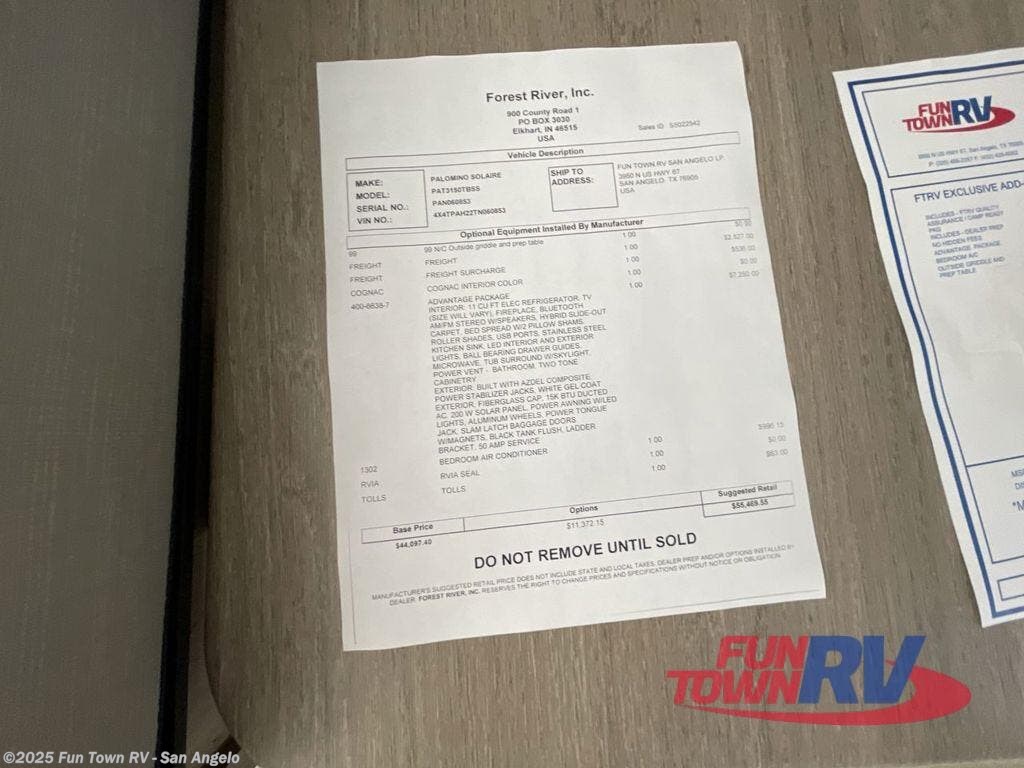 Forest River, Inc.
900 County Road 1
PO BOX 3030
Elkhart, IN 46515
USA
Sales ID S5022542
Vehicle Description
MAKE: PALOMINO SOLAIRE
MODEL: PAT3150TBSS
SERIAL NO.: PAN060853
VIN NO.: 4X4TPAH22TN060853
SHIP TO
ADDRESS:
FUN TOWN RV SAN ANGELO LP
3950 N US HWY 67
SAN ANGELO, TX 76905
USA
Optional Equipment Installed By Manufacturer
99 99 N/C Outside griddle and prep table 1.00 $0.00
FREIGHT FREIGHT 1.00 $2,527.00
FREIGHT FREIGHT SURCHARGE 1.00 $536.00
COGNAC COGNAC INTERIOR COLOR 1.00 $0.00
400-6638-7 ADVANTAGE PACKAGE 1.00 $7,250.00
INTERIOR: 11 CU FT ELEC REFRIGERATOR, TV
(SIZE WILL VARY), FIREPLACE, BLUETOOTH
AM/FM STEREO W/SPEAKERS, HYBRID SLIDE-OUT
CARPET, BED SPREAD W/2 PILLOW SHAMS,
ROLLER SHADES, USB PORTS, STAINLESS STEEL
KITCHEN SINK, LED INTERIOR AND EXTERIOR
LIGHTS, BALL BEARING DRAWER GUIDES,
MICROWAVE, TUB SURROUND W/SKYLIGHT,
POWER VENT - BATHROOM, TWO TONE
CABINETRY
EXTERIOR: BUILT WITH AZDEL COMPOSITE,
POWER STABILIZER JACKS, WHITE GEL COAT
EXTERIOR, FIBERGLASS CAP, 15K BTU DUCTED
AC, 200 W SOLAR PANEL, POWER AWNING W/LED
LIGHTS, ALUMINUM WHEELS, POWER TONGUE
JACK, SLAM LATCH BAGGAGE DOORS
W/MAGNETS, BLACK TANK FLUSH, LADDER
BRACKET, 50 AMP SERVICE
1302 BEDROOM AIR CONDITIONER 1.00 $996.15
RVIA RVIA SEAL 1.00 $0.00
TOLLS TOLLS 1.00 $63.00
Base Price Options Suggested Retail
$44,097.40 $11,372.15 $55,469.55
DO NOT REMOVE UNTIL SOLD
MANUFACTURER'S SUGGESTED RETAIL PRICE DOES NOT INCLUDE STATE AND LOCAL TAXES, DEALER PREP AND/OR OPTIONS INSTALLED BY
DEALER. FOREST RIVER, INC. RESERVES THE RIGHT TO CHANGE PRICES AND SPECIFICATIONS WITHOUT NOTICE OR OBLIGATION.
FUN
TOWN RV
N US HWY 67, San Angelo, TX
FTRV EXCLUSIVE ADD-
INCLUDES - FTRV QUALITY
ASSURANCE / CAMP READY
PKG
INCLUDES - DEALER PREP
NO HIDDEN FEES
ADVANTAGE PACKAGE
BEDROOM A/C
OUTSIDE GRIDDLE AND
PREP TABLE
FUN
TOWN RV
©2025 Fun Town RV - San Angelo